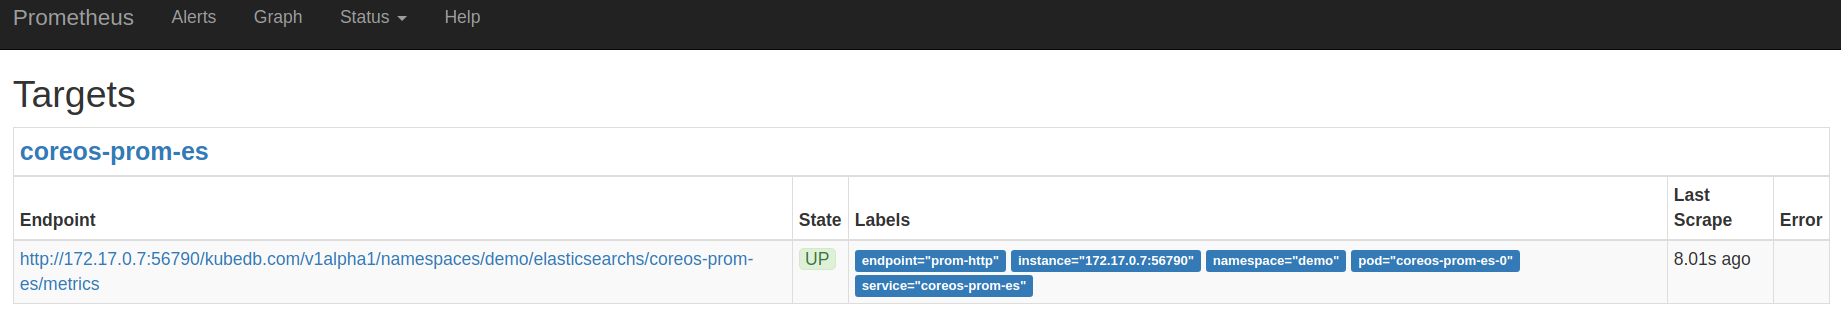 Prometheus Alerts Graph Status Help
Targets
coreos-prom-es
Endpoint State Labels Last Scrape Error
http://172.17.0.7:56790/kubedb.com/v1alpha1/namespaces/demo/elasticsearchs/coreos-prom-
es/metrics
UP
endpoint="prom-http" instance="172.17.0.7:56790" namespace="demo" pod="coreos-prom-es-0"
service="coreos-prom-es"
8.01s ago